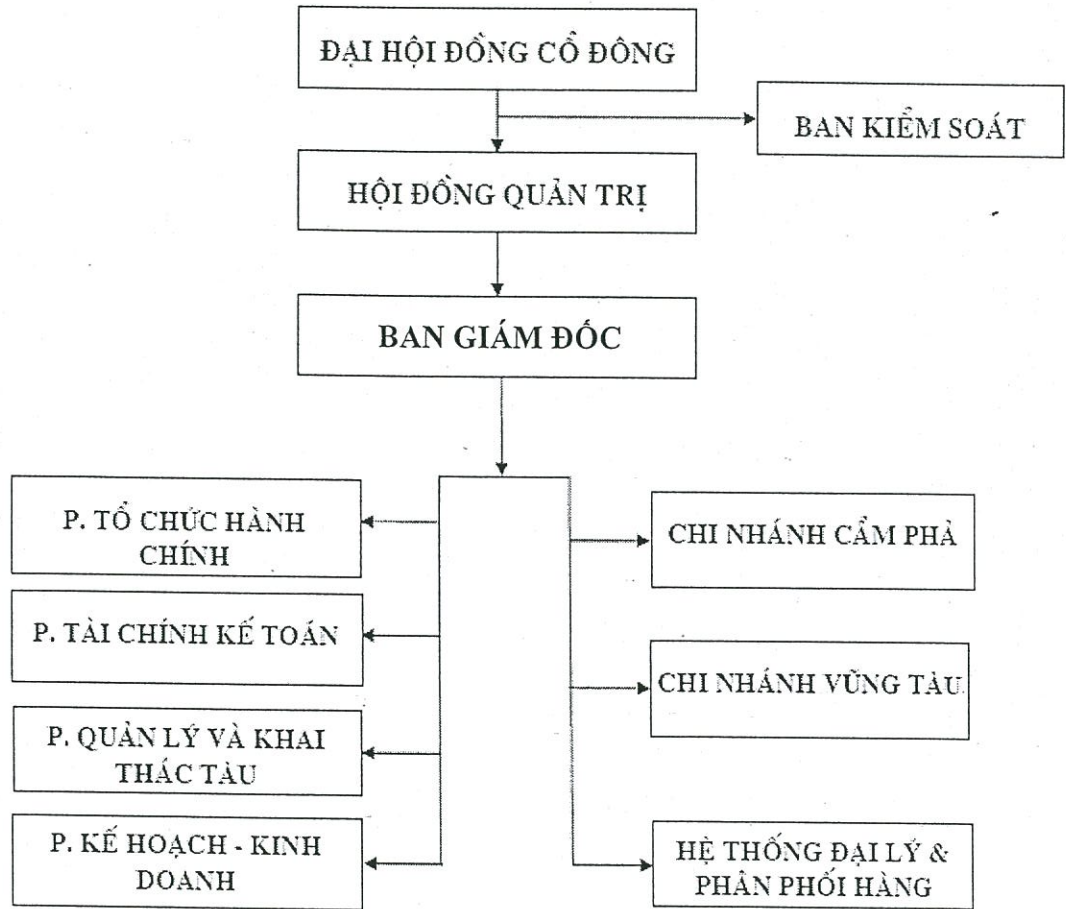 ĐẠI HỘI ĐỒNG CỔ ĐÔNG
BAN KIỂM SOÁT
HỘI ĐỒNG QUẢN TRỊ
BAN GIÁM ĐỐC
P. TỔ CHỨC HÀNH
CHÍNH
P. TÀI CHÍNH KẾ TOÁN
P. QUẢN LÝ VÀ KHAI
THÁC TÀU
P. KẾ HOẠCH - KINH
DOANH
CHI NHÁNH CẨM PHẢ
CHI NHÁNH VŨNG TÀU
HỆ THỐNG ĐẠI LÝ &
PHÂN PHỐI HÀNG